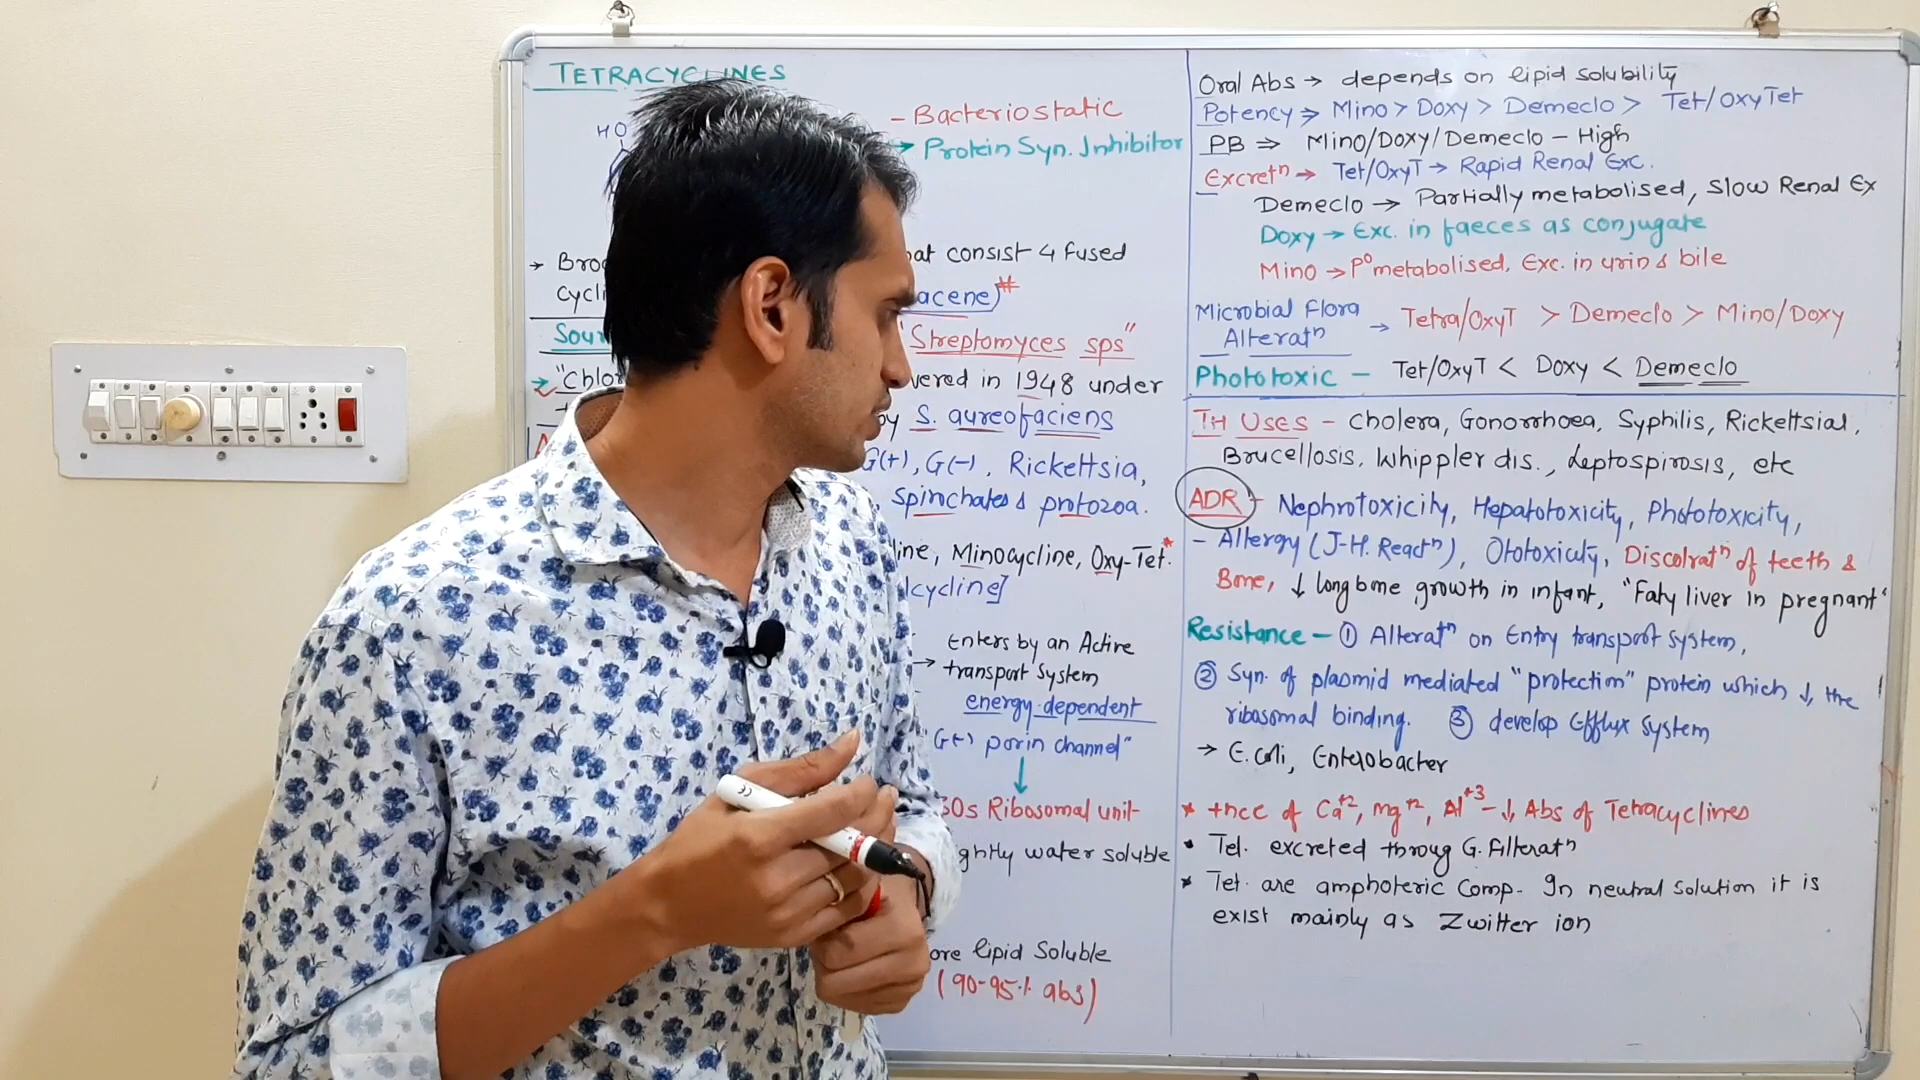 TETRACYCLINES
- Bacteriostatic
HO
→ Protein Syn. Inhibitor
→ Bro
at consist 4 fused
cycli
acene)#
Sour
"Streptomyces sps"
→ "Chlor
vered in 1948 under
by S. aureofaciens
G(+), G(-), Rickettsia,
spirochates & protozoa.
line, Minocycline, Oxy-Tet.*
lcycline]
→ Enters by an Active
transport system
energy-dependent
"G(-) porin channel"
↓
30s Ribosomal unit
ghtly water soluble
ore lipid soluble
(90-95% abs)
Oral Abs → depends on lipid solubility
Potency ⇒ Mino > Doxy > Demeclo > Tet/OxyTet
PB ⇒ Mino/Doxy/Demeclo - High
Excretⁿ → Tet/OxyT → Rapid Renal Exc.
Demeclo → Partially metabolised, slow Renal Ex
Doxy → Exc. in faeces as conjugate
Mino → P⁰ metabolised, Exc. in urin & bile
Microbial Flora
Alteratⁿ → Tetra/OxyT > Demeclo > Mino/Doxy
Phototoxic - Tet/OxyT < Doxy < Demeclo
TH Uses - Cholera, Gonorrhoea, Syphilis, Rickettsial,
Brucellosis, Whippler dis., Leptospirosis, etc
ADR - Nephrotoxicity, Hepatotoxicity, Phototoxicity,
- Allergy (J-H. Reactⁿ), Ototoxicity, Discolratⁿ of teeth &
Bone, ↓ long bone growth in infant, "Faty liver in pregnant"
Resistance - ① Alteratⁿ on Entry transport system,
② Syn. of plasmid mediated "protection" protein which ↓ the
ribosomal binding. ③ develop Efflux system
→ E. coli, Enterobacter
* +nce of Ca⁺², mg⁺², Al⁺³ - ↓ Abs of Tetracyclines
• Tel. excreted throug G. filteratⁿ
* Tet. are amphoteric Comp. In neutral solution it is
exist mainly as Zwitter ion